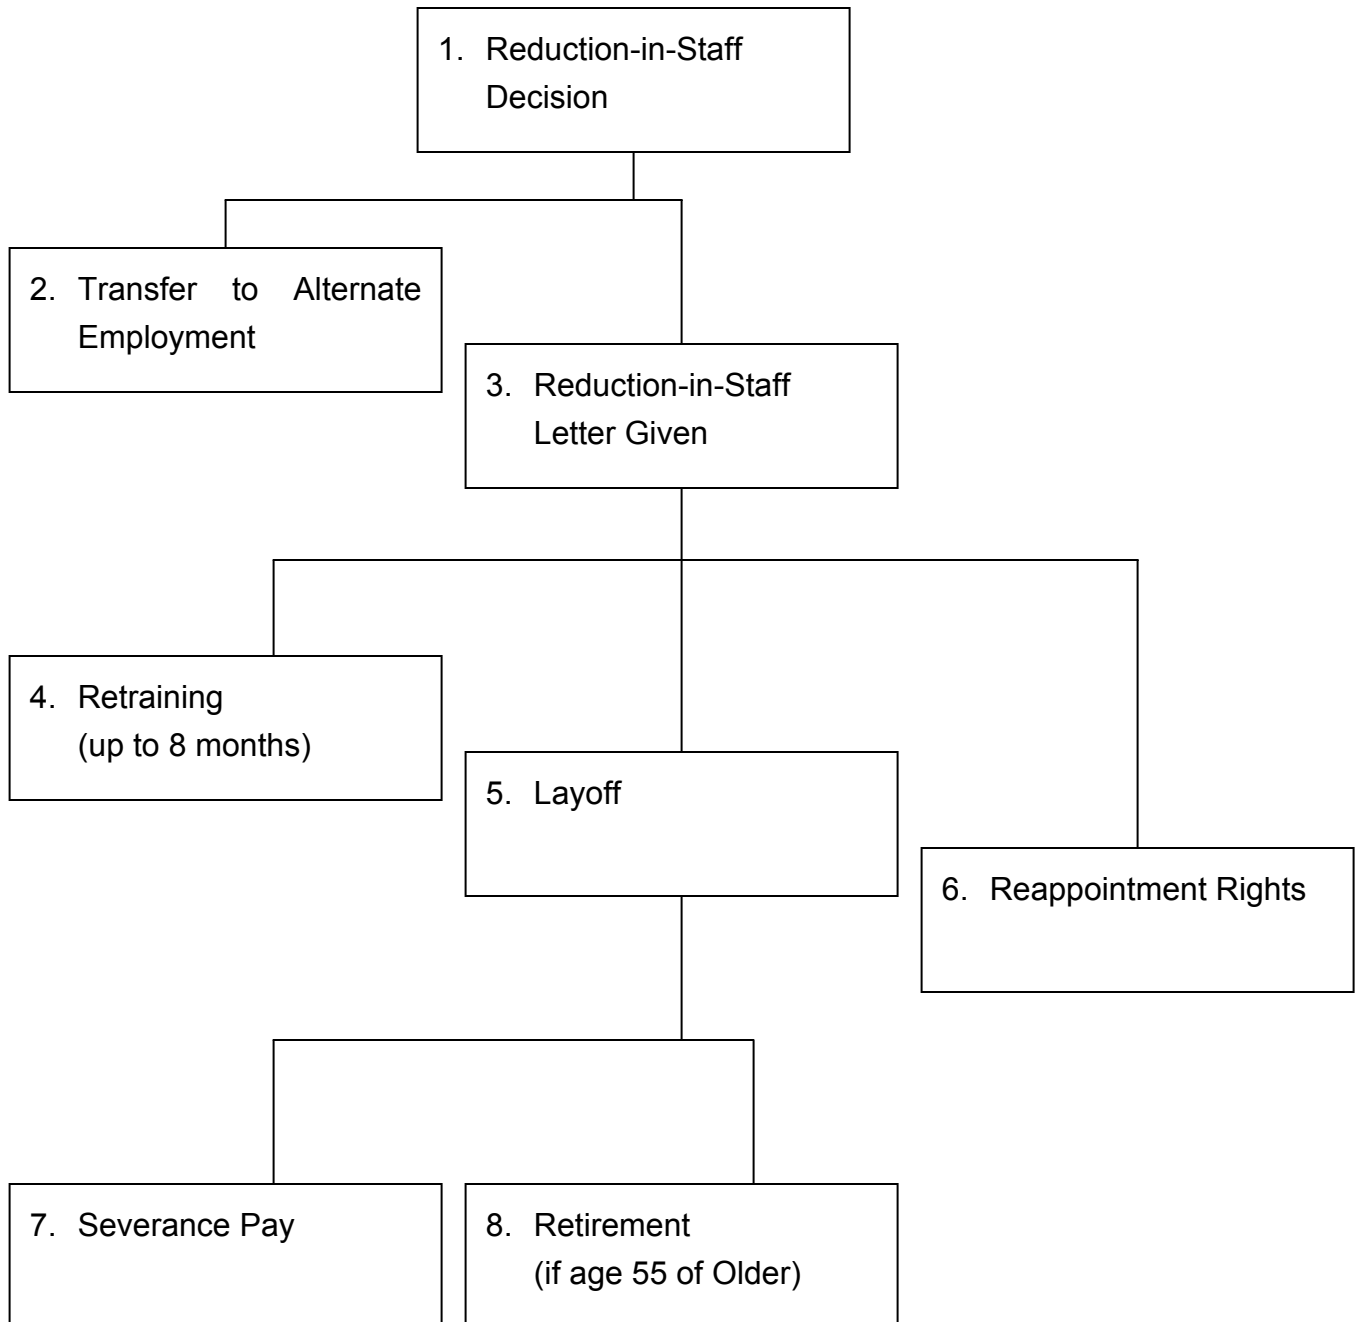 1. Reduction-in-Staff
Decision
2. Transfer to Alternate
Employment
3. Reduction-in-Staff
Letter Given
4. Retraining
(up to 8 months)
5. Layoff
6. Reappointment Rights
7. Severance Pay
8. Retirement
(if age 55 of Older)